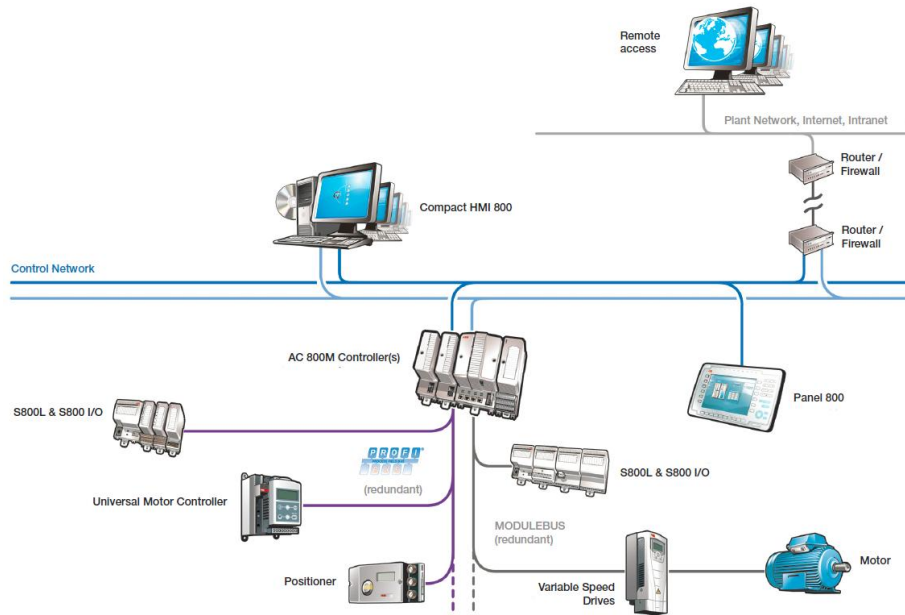 Remote
access
Plant Network, Internet, Intranet
Router /
Firewall
Compact HMI 800
Router /
Firewall
Control Network
AC 800M Controller(s)
Panel 800
S800L & S800 I/O
PROFI
(redundant)
S800L & S800 I/O
Universal Motor Controller
MODULEBUS
(redundant)
Positioner
Variable Speed
Drives
Motor